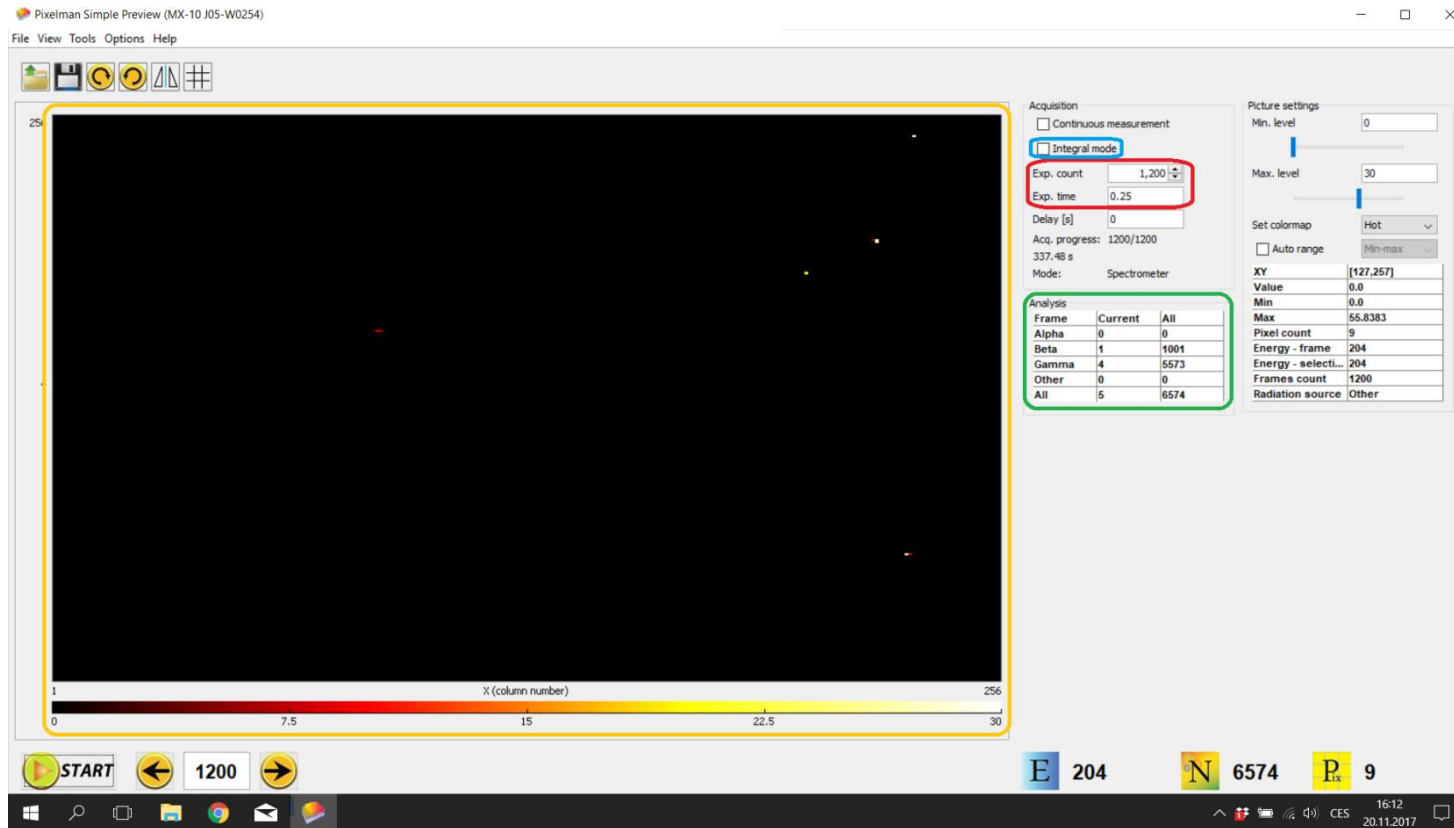 Pixelman Simple Preview (MX-10 J05-W0254)
File View Tools Options Help
Acquisition
Continuous measurement
Integral mode
Exp. count 1,200
Exp. time 0.25
Delay [s] 0
Acq. progress: 1200/1200
337.48 s
Mode: Spectrometer
Analysis
Frame Current All
Alpha 0 0
Beta 1 1001
Gamma 4 5573
Other 0 0
All 5 6574
Picture settings
Min. level 0
Max. level 30
Set colormap Hot
Auto range Min-max
XY [127,257]
Value 0.0
Min 0.0
Max 55.8383
Pixel count 9
Energy - frame 204
Energy - selecti... 204
Frames count 1200
Radiation source Other
1 X (column number) 256
0 7.5 15 22.5 30
START 1200
E 204 N 6574 Pix 9
CES 16:12
20.11.2017